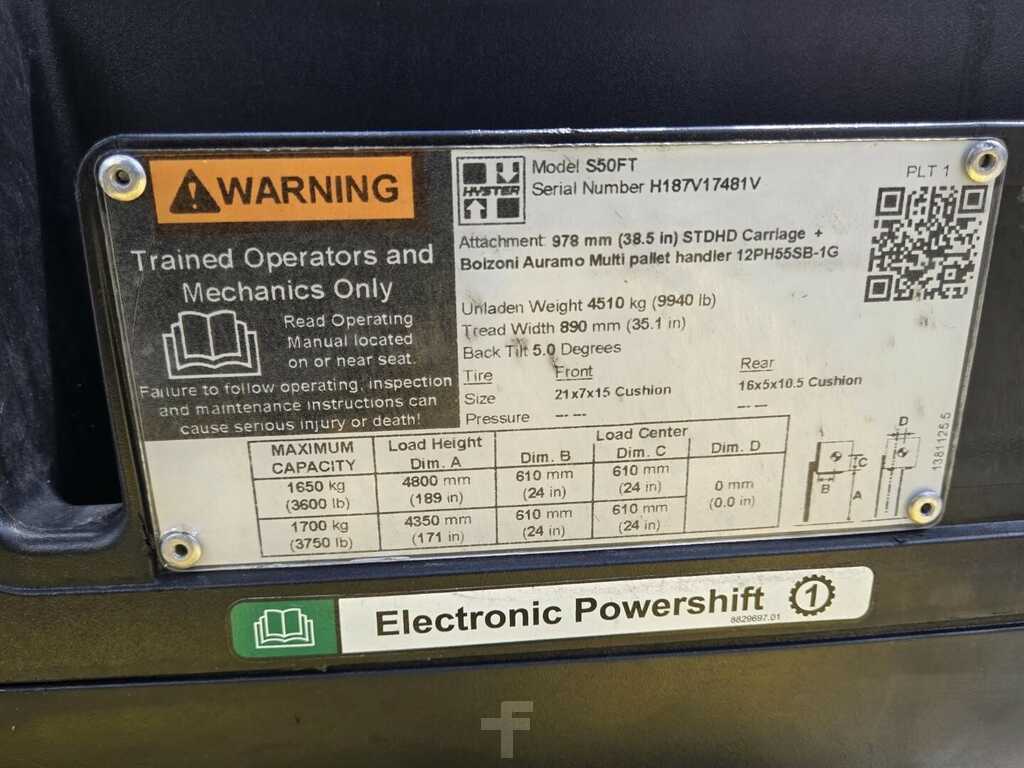 WARNING
Trained Operators and
Mechanics Only
Read Operating
Manual located
on or near seat.
Failure to follow operating, inspection
and maintenance instructions can
cause serious injury or death!
HYSTER
Model S50FT
Serial Number H187V17481V
PLT 1
Attachment 978 mm (38.5 in) STDHD Carriage +
Bolzoni Auramo Multi pallet handler 12PH55SB-1G
Unladen Weight 4510 kg (9940 lb)
Tread Width 890 mm (35.1 in)
Back Tilt 5.0 Degrees
Tire Front Rear
Size 21x7x15 Cushion 16x5x10.5 Cushion
Pressure --- --- --- ---
MAXIMUM CAPACITY Load Height Dim. A Load Center Dim. B Dim. C Dim. D
1650 kg (3600 lb) 4800 mm (189 in) 610 mm (24 in) 610 mm (24 in) 0 mm (0.0 in)
1700 kg (3750 lb) 4350 mm (171 in) 610 mm (24 in) 610 mm (24 in)
B C A D
13811255
Electronic Powershift 1
8829697.01
F